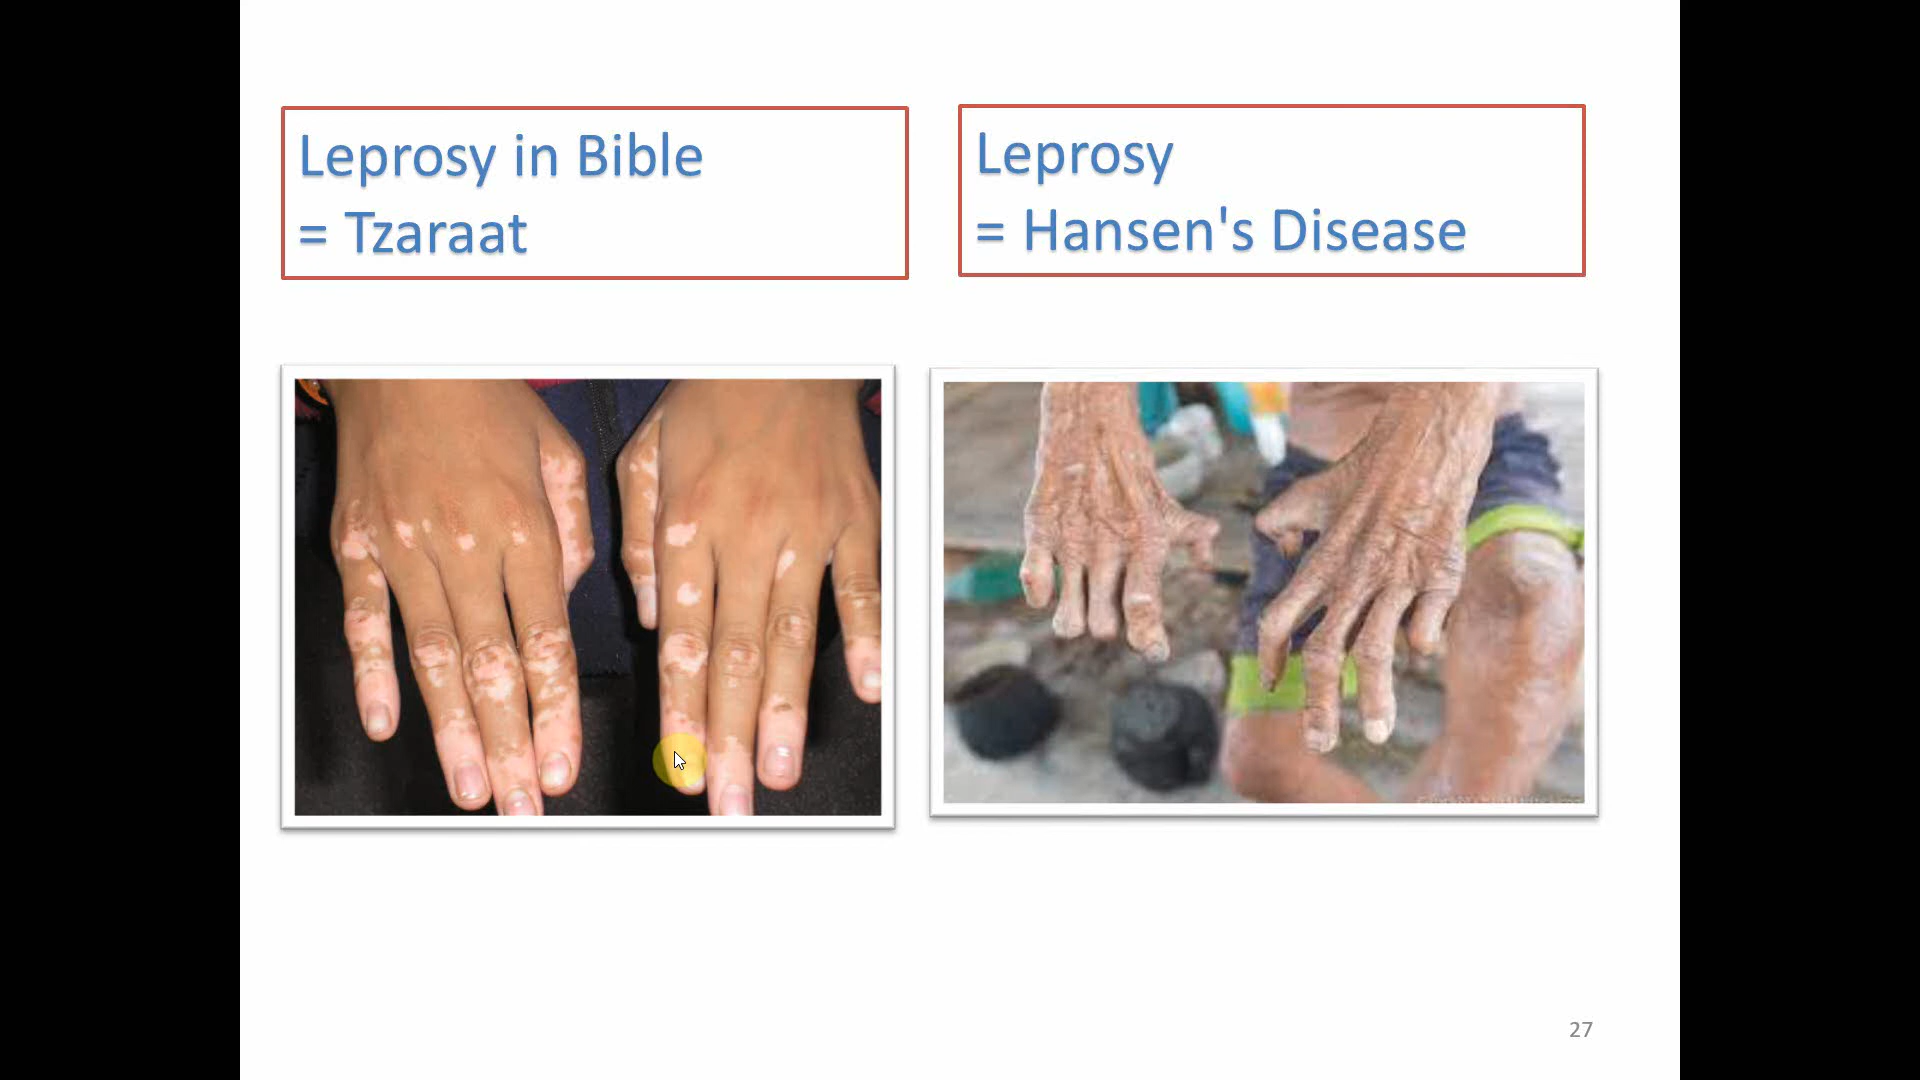 Leprosy in Bible
= Tzaraat
Leprosy
= Hansen's Disease
27